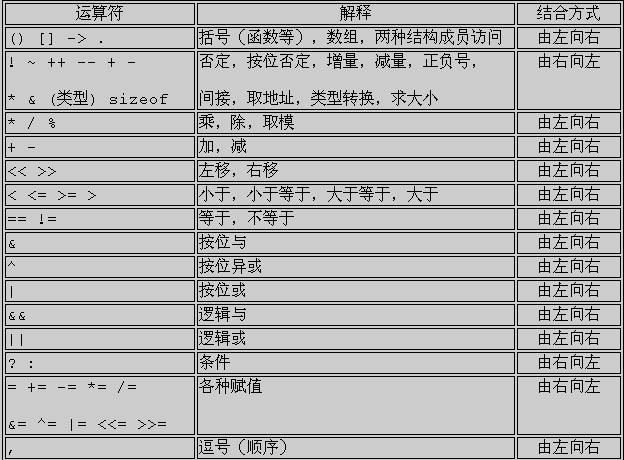 运算符 解释 结合方式
() [] -> . 括号（函数等），数组，两种结构成员访问 由左向右
! ~ ++ -- + - 否定，按位否定，增量，减量，正负号， 由右向左
* & (类型) sizeof 间接，取地址，类型转换，求大小
* / % 乘，除，取模 由左向右
+ - 加，减 由左向右
<< >> 左移，右移 由左向右
< <= >= > 小于，小于等于，大于等于，大于 由左向右
== != 等于，不等于 由左向右
& 按位与 由左向右
^ 按位异或 由左向右
| 按位或 由左向右
&& 逻辑与 由左向右
|| 逻辑或 由左向右
? : 条件 由右向左
= += -= *= /= 各种赋值 由右向左
&= ^= |= <<= >>=
, 逗号（顺序） 由左向右